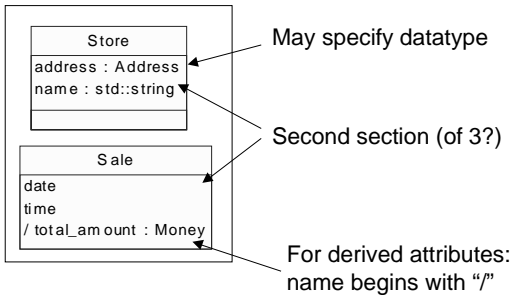 Store
address : Address
name : std::string
Sale
date
time
/ total_amount : Money
May specify datatype
Second section (of 3?)
For derived attributes:
name begins with “/”